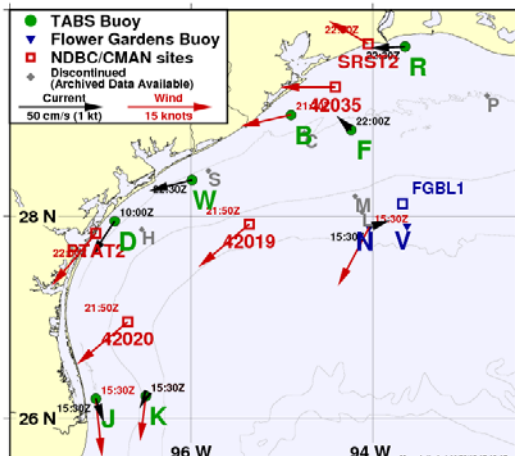 TABS Buoy
Flower Gardens Buoy
NDBC/CMAN sites
Discontinued
(Archived Data Available)
Current
Wind
50 cm/s (1 kt)
15 knots
SRST2
R
42035
B
C
22:00Z
F
P
S
W
22:30Z
FGBL1
M
L
15:30Z
15:30Z
N
V
28 N
10:00Z
D
H
PTAT2
21:50Z
42019
21:50Z
42020
15:30Z
15:30Z
15:30Z
J
K
26 N
96 W
94 W